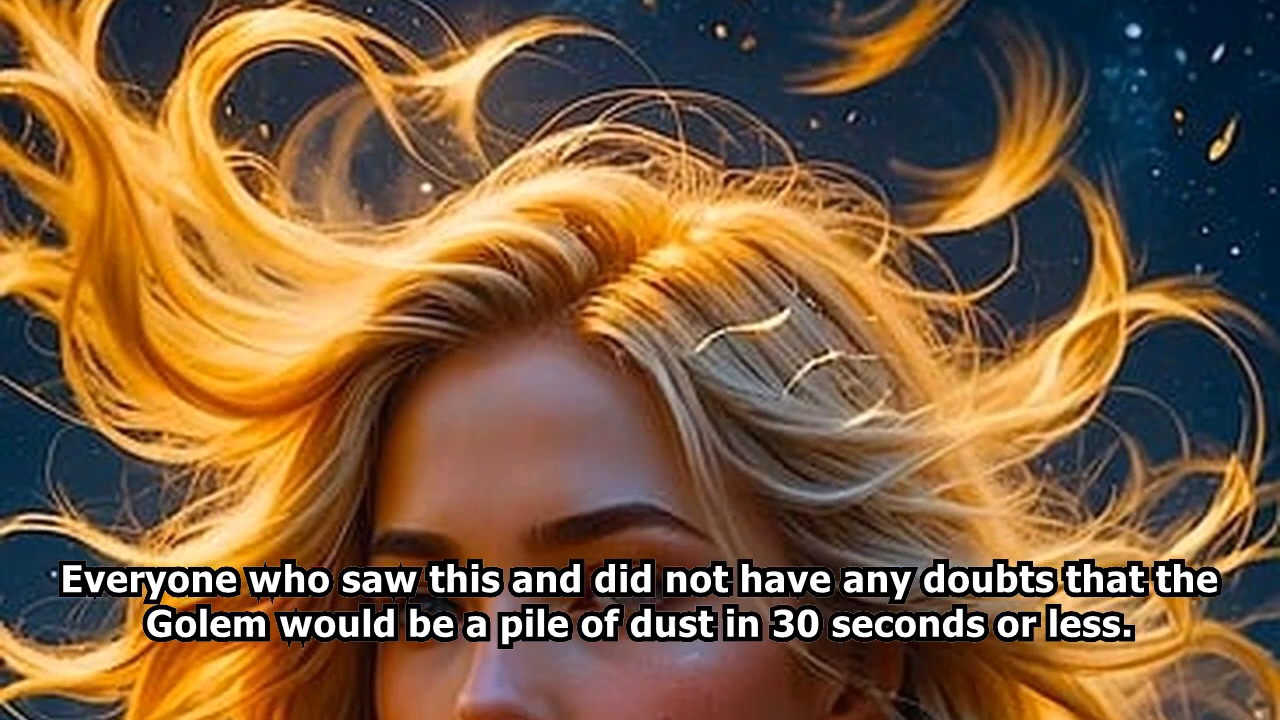 Everyone who saw this and did not have any doubts that the
Golem would be a pile of dust in 30 seconds or less.